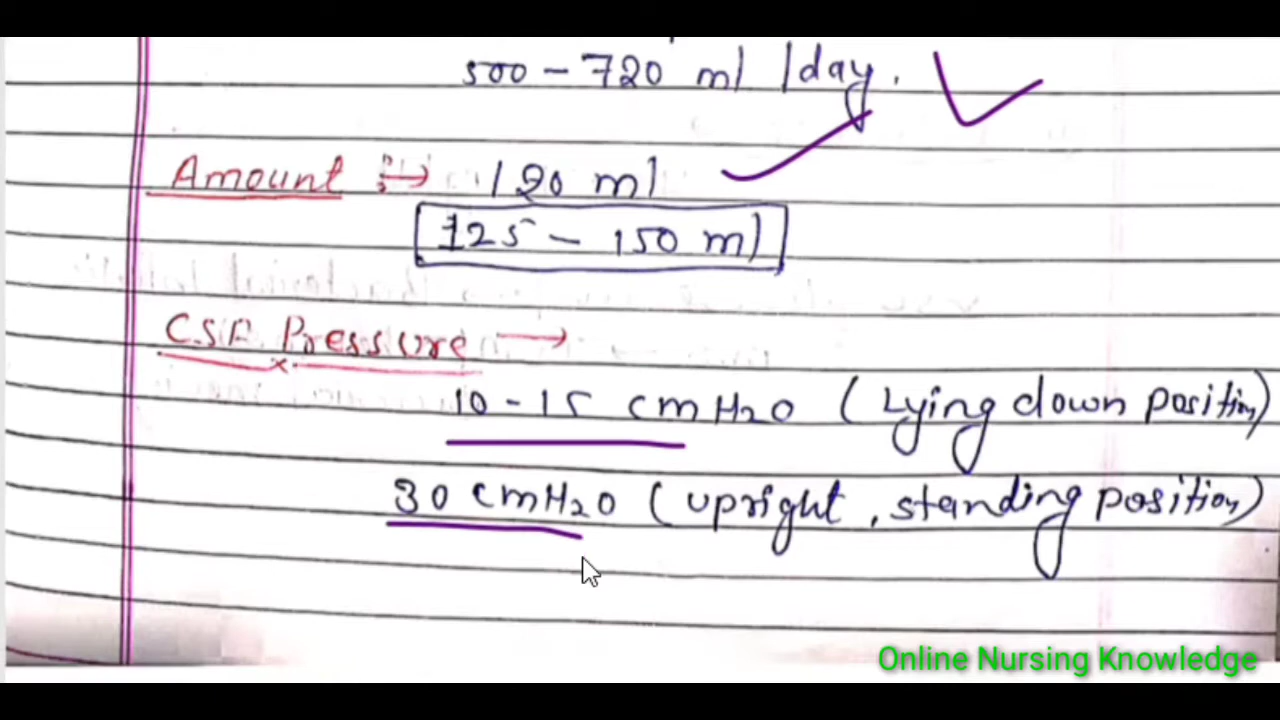 500 - 720 ml /day.
Amount :→ 120 ml
125 - 150 ml
CSF Pressure →
10 - 15 cmH2O (Lying down position)
30 cmH2O (upright, standing position)
Online Nursing Knowledge